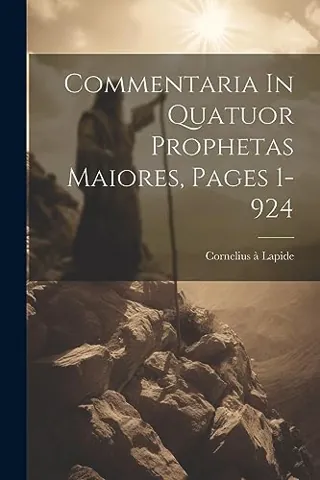 Commentaria In
Quatuor
Prophetas
Maiores, Pages 1-
924
Cornelius à Lapide